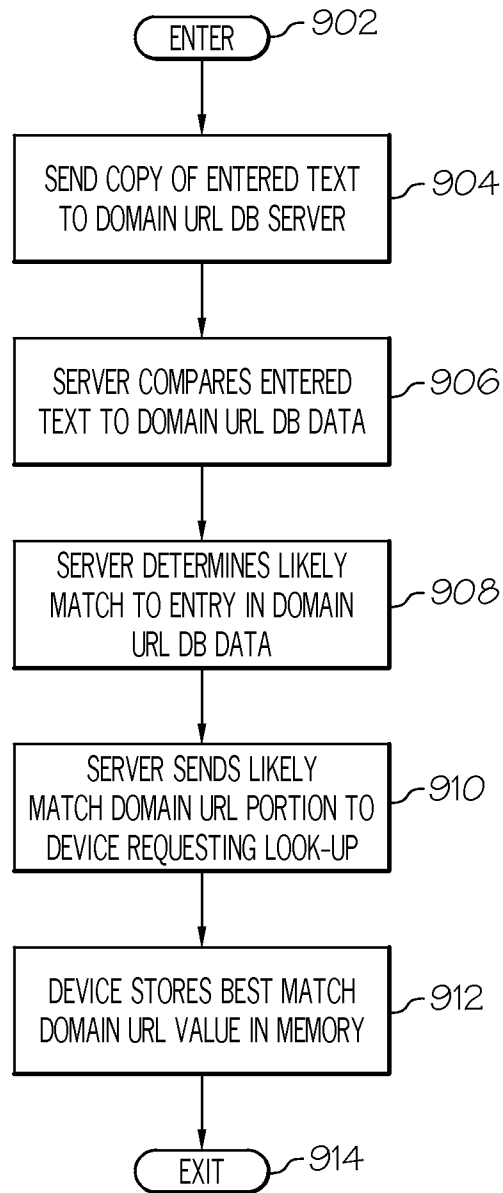 ENTER
902
SEND COPY OF ENTERED TEXT
TO DOMAIN URL DB SERVER
904
SERVER COMPARES ENTERED
TEXT TO DOMAIN URL DB DATA
906
SERVER DETERMINES LIKELY
MATCH TO ENTRY IN DOMAIN
URL DB DATA
908
SERVER SENDS LIKELY
MATCH DOMAIN URL PORTION TO
DEVICE REQUESTING LOOK-UP
910
DEVICE STORES BEST MATCH
DOMAIN URL VALUE IN MEMORY
912
EXIT
914